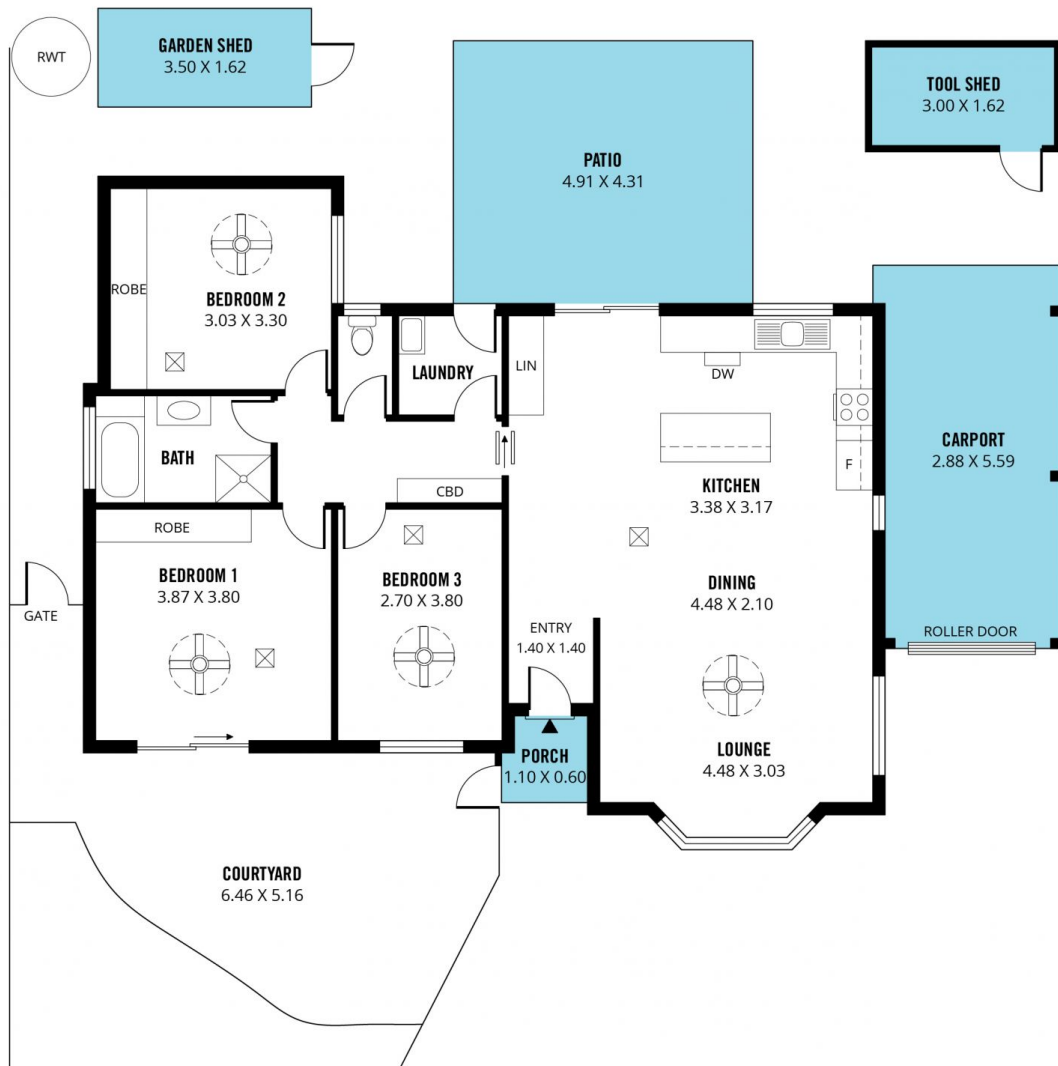 RWT
GARDEN SHED
3.50 X 1.62
TOOL SHED
3.00 X 1.62
PATIO
4.91 X 4.31
ROBE
BEDROOM 2
3.03 X 3.30
LAUNDRY
LIN
DW
BATH
CBD
F
KITCHEN
3.38 X 3.17
CARPORT
2.88 X 5.59
ROBE
BEDROOM 1
3.87 X 3.80
BEDROOM 3
2.70 X 3.80
DINING
4.48 X 2.10
GATE
ENTRY
1.40 X 1.40
ROLLER DOOR
PORCH
1.10 X 0.60
LOUNGE
4.48 X 3.03
COURTYARD
6.46 X 5.16